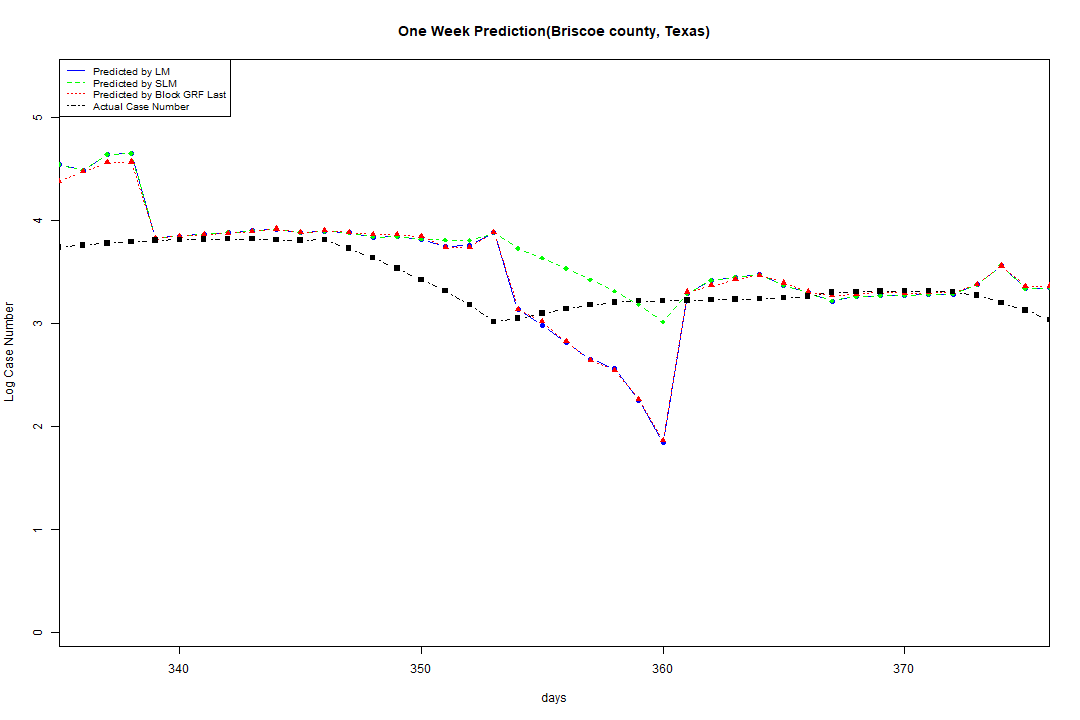 One Week Prediction(Briscoe county, Texas)
Predicted by LM
Predicted by SLM
Predicted by Block GRF Last
Actual Case Number
5
4
3
2
1
0
Log Case Number
340 350 360 370
days